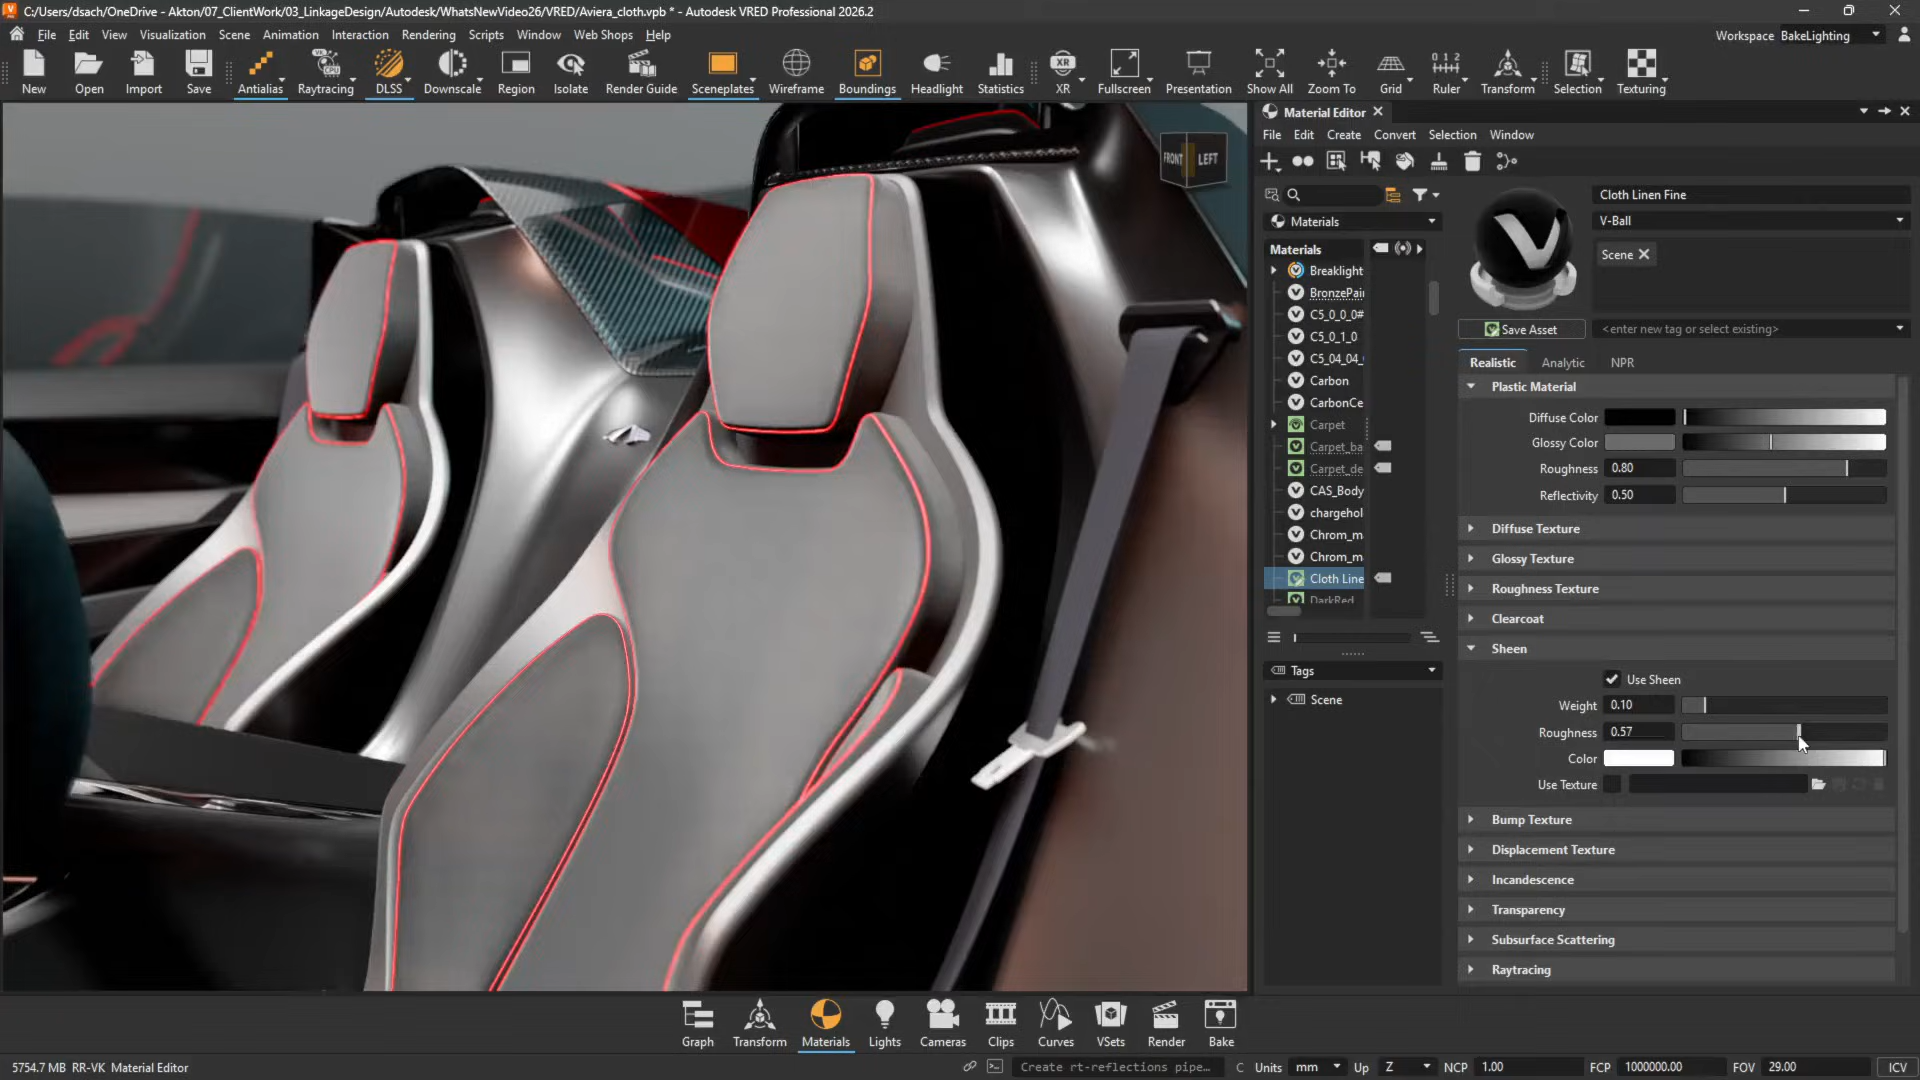 C:/Users/dsach/OneDrive - Akton/07_ClientWork/03_LinkageDesign/Autodesk/WhatsNewVideo26/VRED/Aviera_cloth.vpb * - Autodesk VRED Professional 2026.2
File Edit View Visualization Scene Animation Interaction Rendering Scripts Window Web Shops Help
Workspace BakeLighting
New Open Import Save Antialias Raytracing DLSS Downscale Region Isolate Render Guide Sceneplates Wireframe Boundings Headlight Statistics XR Fullscreen Presentation Show All Zoom To Grid Ruler Transform Selection Texturing
FRONT LEFT
Material Editor
File Edit Create Convert Selection Window
Materials
Materials
Breaklight
BronzePair
C5_0_0_0#
C5_0_1_0
C5_04_04_
Carbon
CarbonCe
Carpet
Carpet_ba
Carpet_de
CAS_Body
chargehol
Chrom_m
Chrom_m
Cloth Line
DarkRed
Tags
Scene
Cloth Linen Fine
V-Ball
Scene
Save Asset
<enter new tag or select existing>
Realistic Analytic NPR
Plastic Material
Diffuse Color
Glossy Color
Roughness 0.80
Reflectivity 0.50
Diffuse Texture
Glossy Texture
Roughness Texture
Clearcoat
Sheen
Use Sheen
Weight 0.10
Roughness 0.57
Color
Use Texture
Bump Texture
Displacement Texture
Incandescence
Transparency
Subsurface Scattering
Raytracing
Graph Transform Materials Lights Cameras Clips Curves VSets Render Bake
5754.7 MB RR-VK Material Editor
Create rt-reflections pipe...
C Units mm Up Z NCP 1.00 FCP 1000000.00 FOV 29.00 ICV